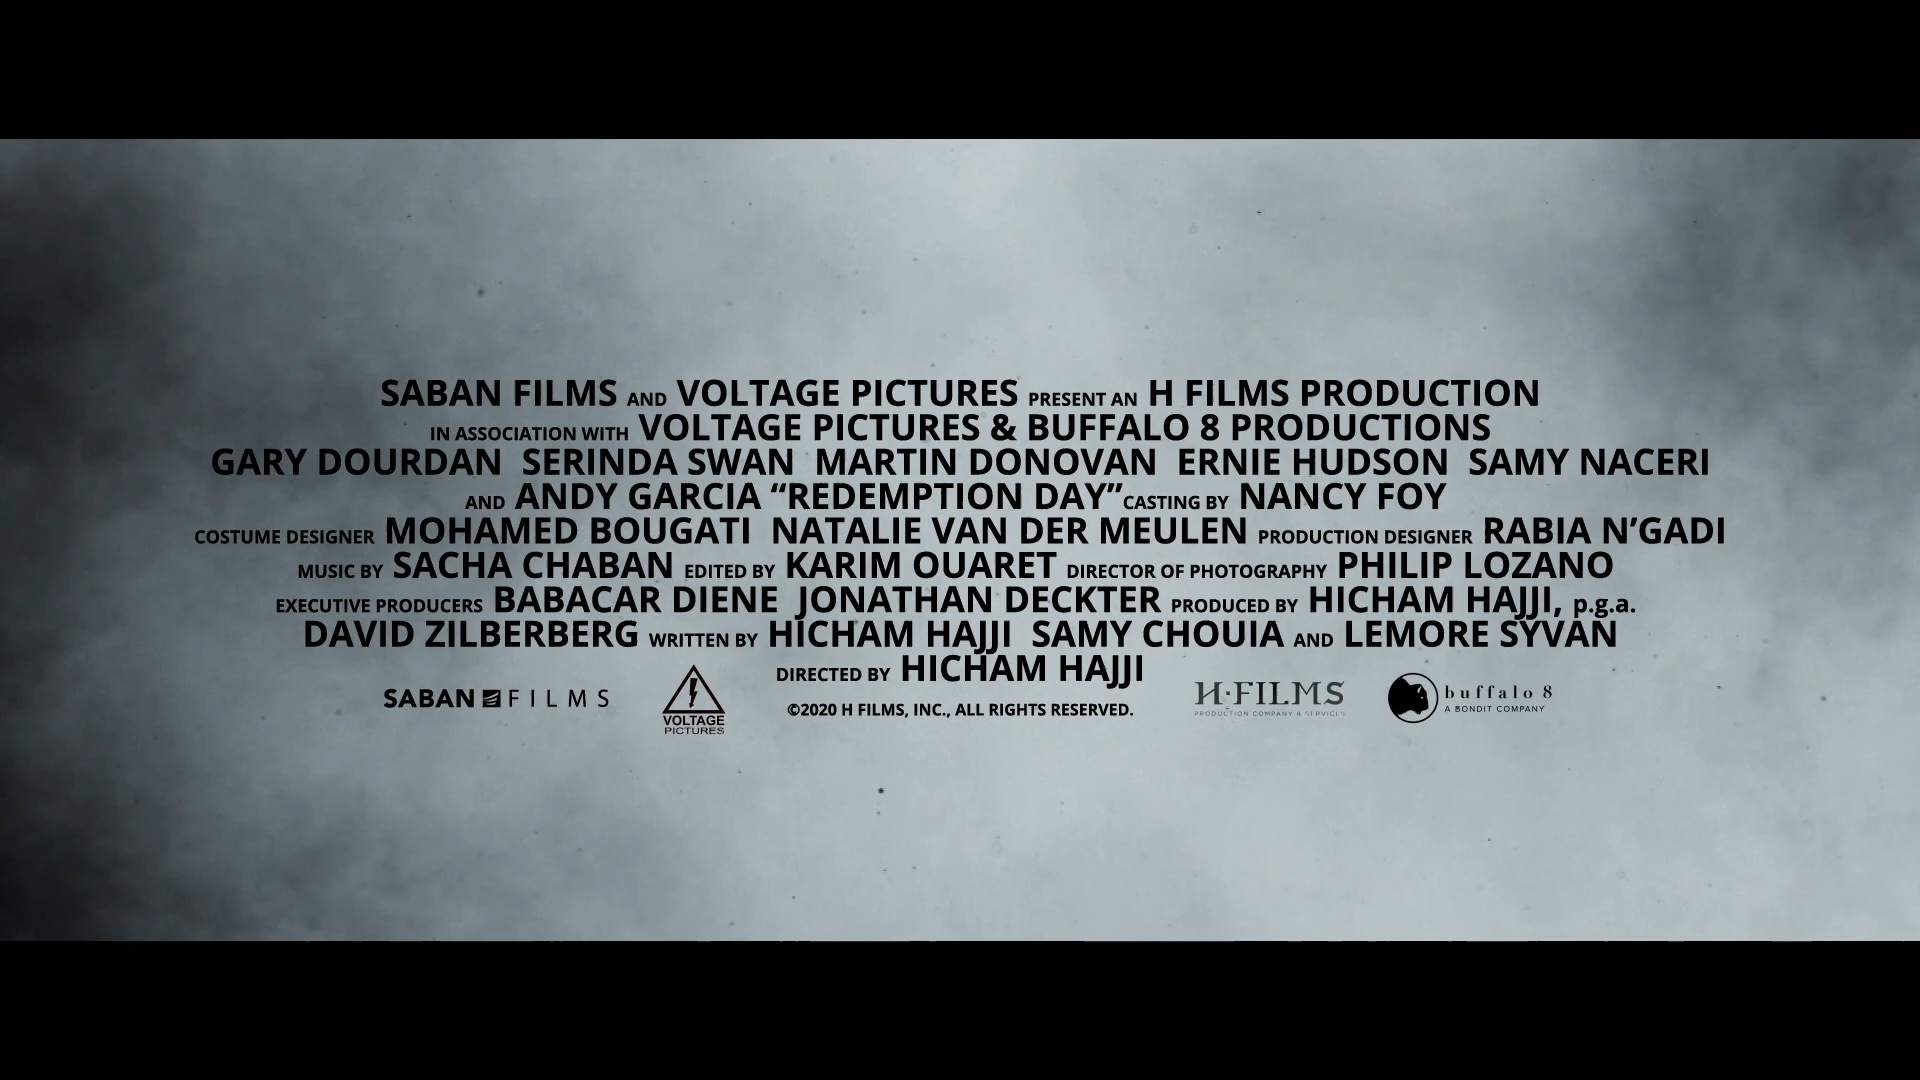 SABAN FILMS AND VOLTAGE PICTURES PRESENT AN H FILMS PRODUCTION
IN ASSOCIATION WITH VOLTAGE PICTURES & BUFFALO 8 PRODUCTIONS
GARY DOURDAN SERINDA SWAN MARTIN DONOVAN ERNIE HUDSON SAMY NACERI
AND ANDY GARCIA “REDEMPTION DAY” CASTING BY NANCY FOY
COSTUME DESIGNER MOHAMED BOUGATI NATALIE VAN DER MEULEN PRODUCTION DESIGNER RABIA N’GADI
MUSIC BY SACHA CHABAN EDITED BY KARIM OUARET DIRECTOR OF PHOTOGRAPHY PHILIP LOZANO
EXECUTIVE PRODUCERS BABACAR DIENE JONATHAN DECKTER PRODUCED BY HICHAM HAJJI, p.g.a.
DAVID ZILBERBERG WRITTEN BY HICHAM HAJJI SAMY CHOUIA AND LEMORE SYVAN
DIRECTED BY HICHAM HAJJI
SABAN FILMS
VOLTAGE
PICTURES
©2020 H FILMS, INC., ALL RIGHTS RESERVED.
H·FILMS
PRODUCTION COMPANY & SERVICES
buffalo 8
A BONDIT COMPANY